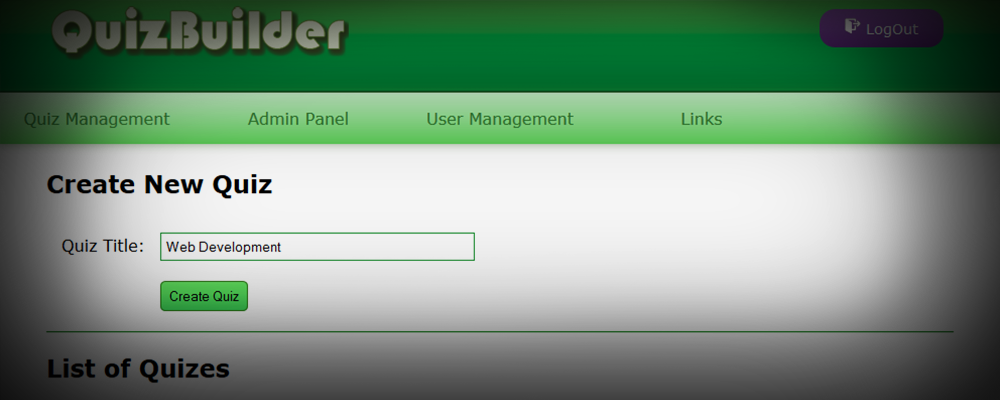 QuizBuilder
LogOut
Quiz Management Admin Panel User Management Links
Create New Quiz
Quiz Title: Web Development
Create Quiz
List of Quizes